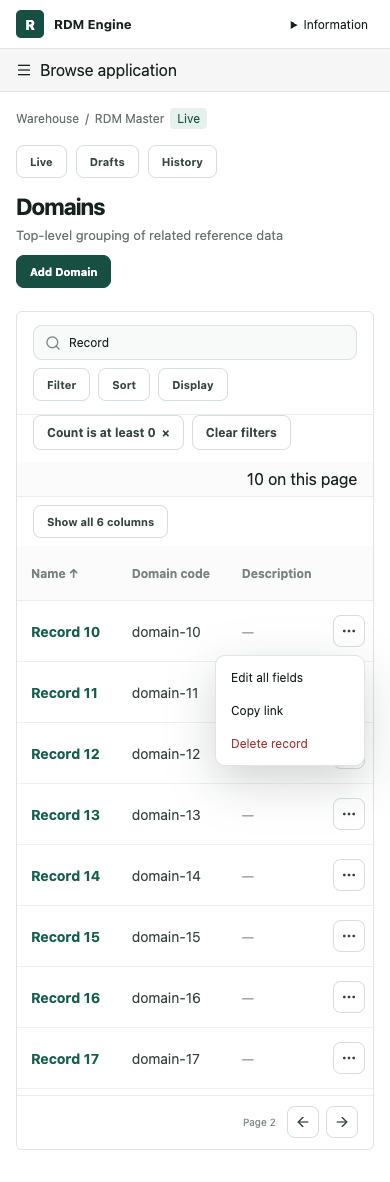 R RDM Engine ▶ Information
☰ Browse application
Warehouse / RDM Master Live
Live Drafts History
Domains
Top-level grouping of related reference data
Add Domain
Record
Filter Sort Display
Count is at least 0 × Clear filters
10 on this page
Show all 6 columns
Name ↑ Domain code Description
Record 10 domain-10 — ···
Edit all fields
Record 11 domain-11
Copy link
Delete record
Record 12 domain-12
Record 13 domain-13 — ···
Record 14 domain-14 — ···
Record 15 domain-15 — ···
Record 16 domain-16 — ···
Record 17 domain-17 — ···
Page 2 ← →